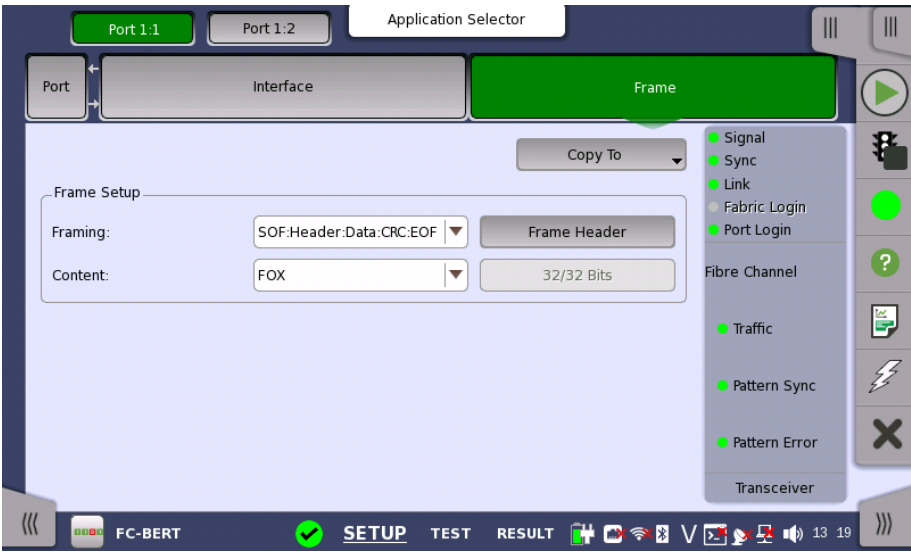 Application Selector
Port 1:1
Port 1:2
Port
Interface
Frame
Copy To
Signal
Sync
Link
Fabric Login
Port Login
Frame Setup
Framing:
SOF:Header:Data:CRC:EOF
Frame Header
Content:
FOX
32/32 Bits
Fibre Channel
Traffic
Pattern Sync
Pattern Error
Transceiver
FC-BERT
SETUP
TEST
RESULT
V
13 19